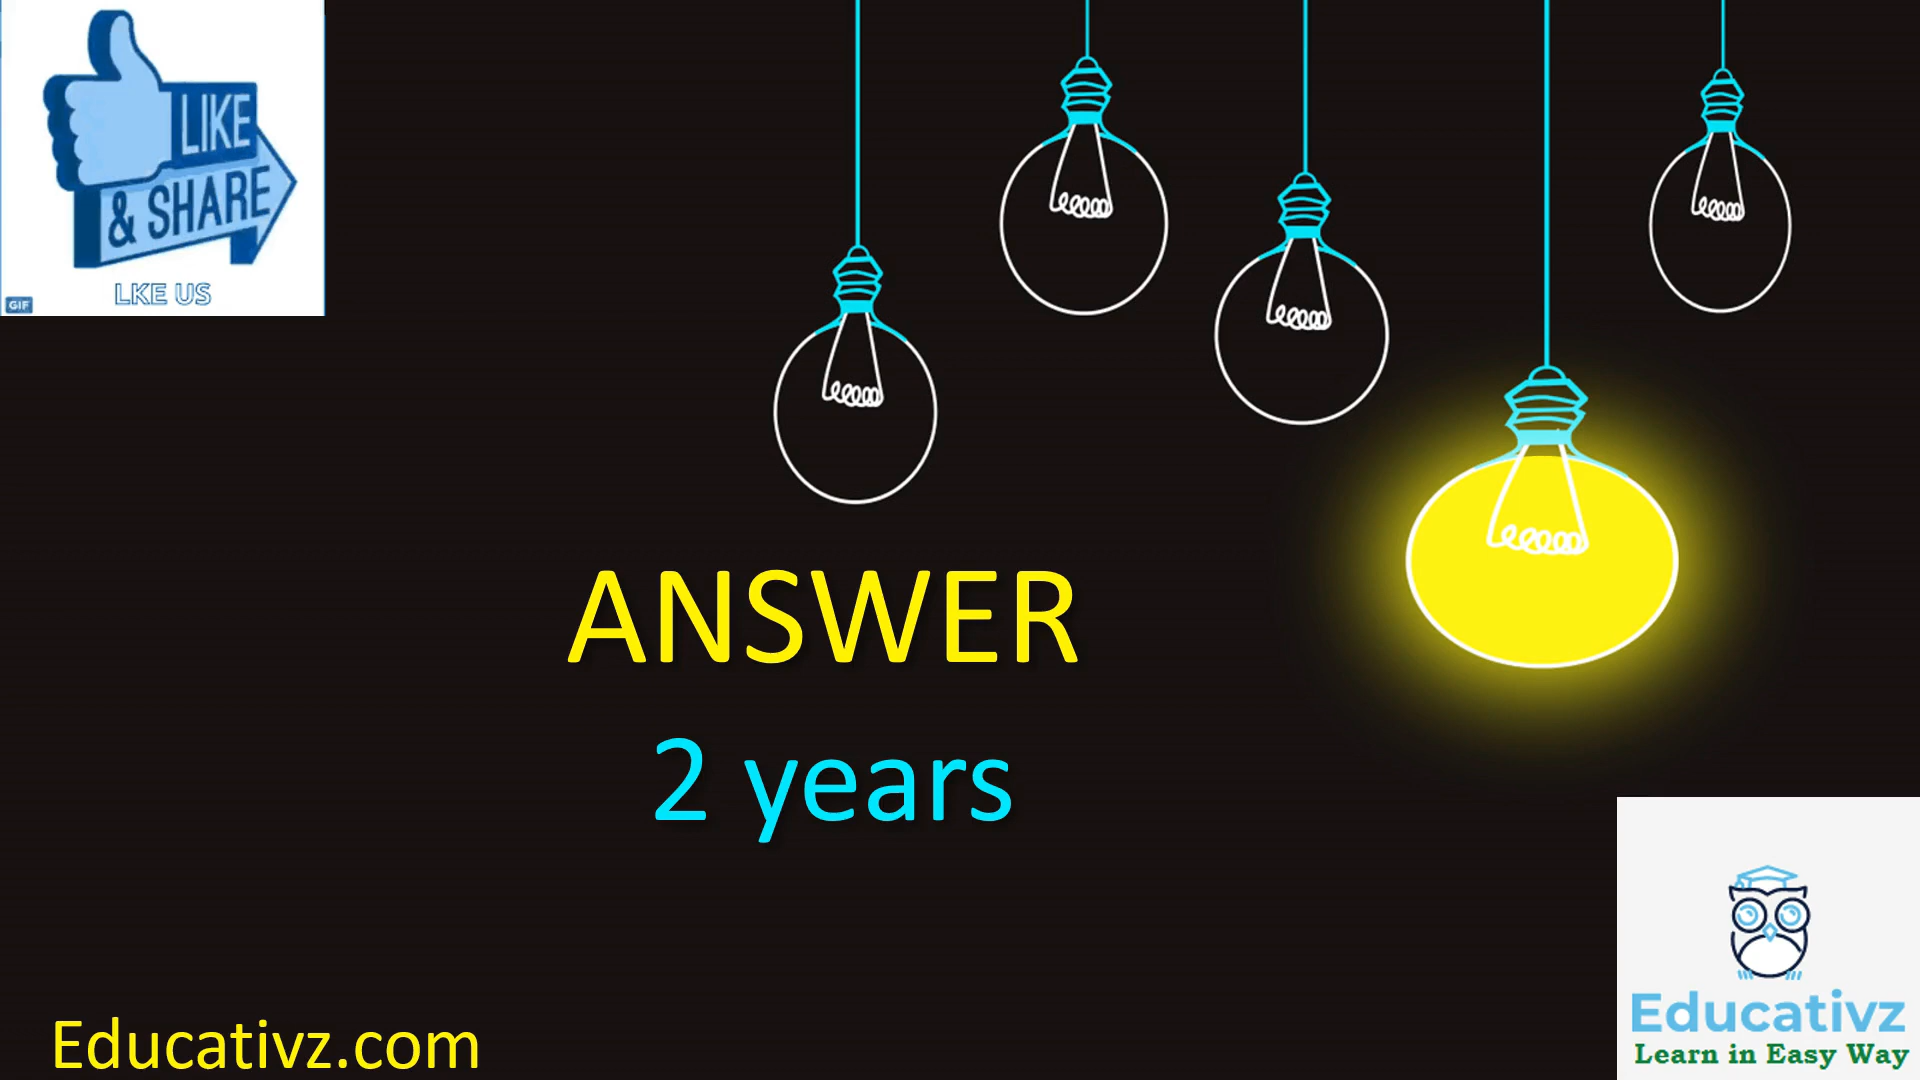 LIKE
& SHARE
LKE US
GIF
ANSWER
2 years
Educativz.com
Educativz
Learn in Easy Way